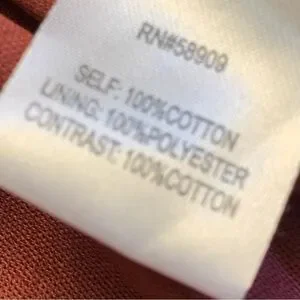 RN#58909
SELF: 100%COTTON
LINING: 100%POLYESTER
CONTRAST: 100%COTTON